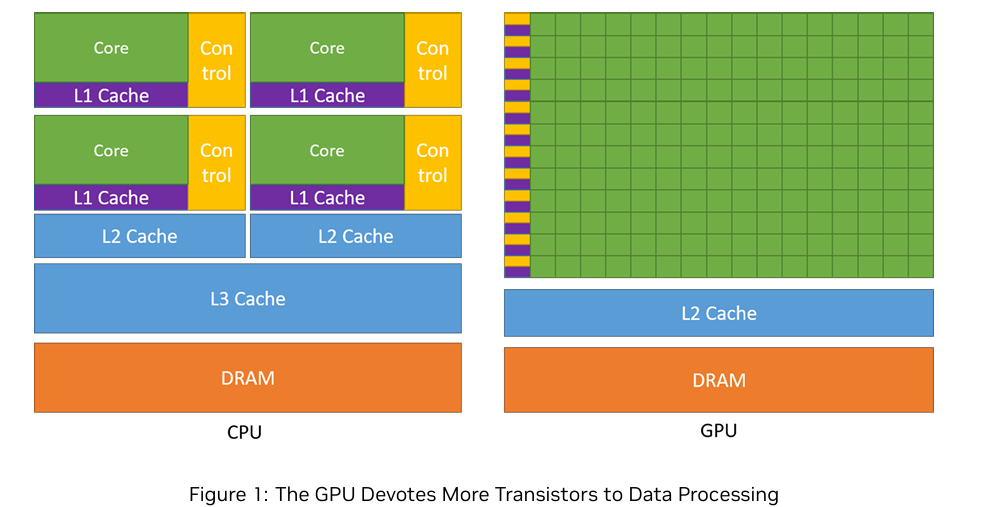 Core
Con
trol
Core
Con
trol
L1 Cache
L1 Cache
Core
Con
trol
Core
Con
trol
L1 Cache
L1 Cache
L2 Cache
L2 Cache
L3 Cache
DRAM
CPU
L2 Cache
DRAM
GPU
Figure 1: The GPU Devotes More Transistors to Data Processing